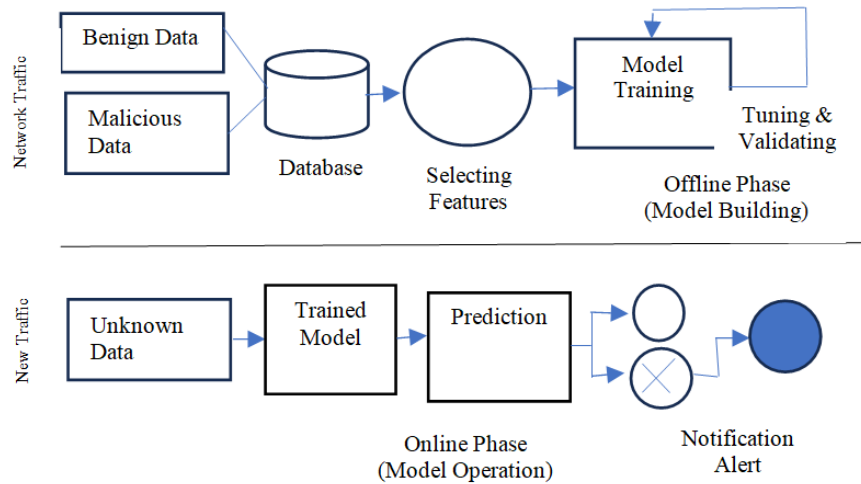 Network Traffic
Benign Data
Malicious
Data
Database
Selecting
Features
Model
Training
Tuning &
Validating
Offline Phase
(Model Building)
New Traffic
Unknown
Data
Trained
Model
Prediction
Online Phase
(Model Operation)
Notification
Alert